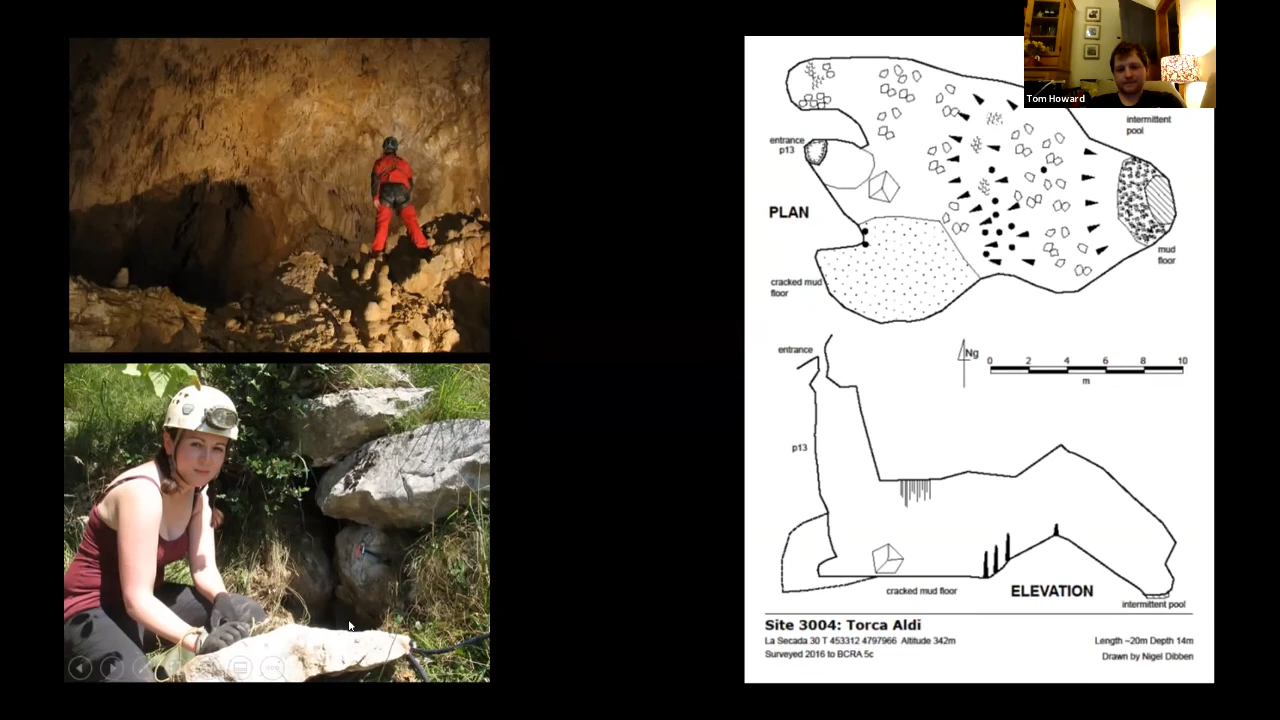 Tom Howard
intermittent
pool
entrance
p13
PLAN
mud
floor
cracked mud
floor
entrance
Ng
0 2 4 6 8 10
m
p13
cracked mud floor
ELEVATION
intermittent pool
Site 3004: Torca Aldi
La Secada 30 T 453312 4797966 Altitude 342m
Length ~20m Depth 14m
Surveyed 2016 to BCRA 5c
Drawn by Nigel Dibben